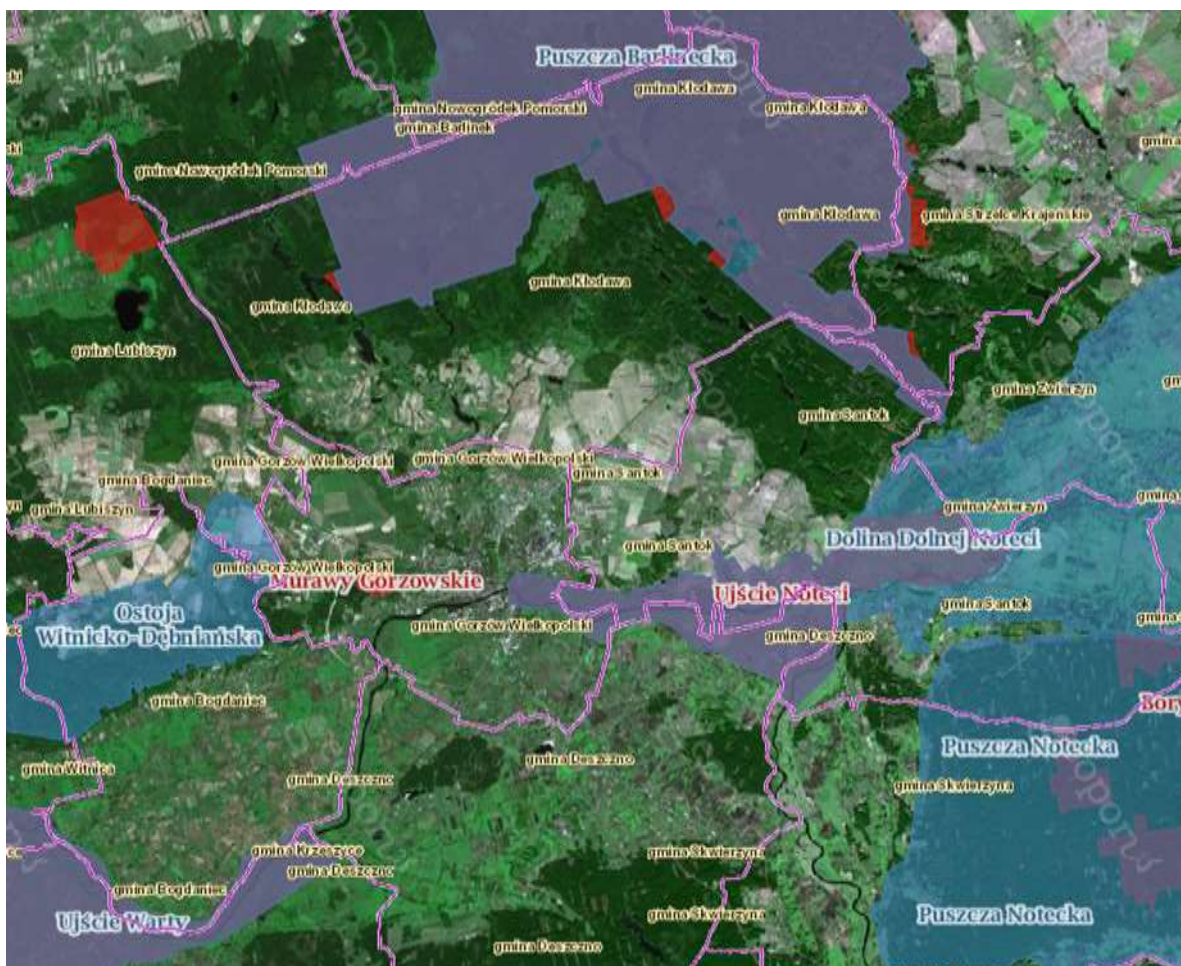 Puszcza Barlinecka
gmina Kłodawa
gmina Nowogródek Pomorski
gmina Kłodawa
gmina Barlinek
gmina
gmina Nowogródek Pomorski
gmina Kłodawa
gmina Strzelce Krajeńskie
gmina Kłodawa
gmina Kłodawa
gmina Lubiszyn
gmina Zwierzyn
gmina Santok
gmina Gorzów Wielkopolski
gmina Gorzów Wielkopolski
gmina Santok
gmina Bogdaniec
gmina
gmina Lubiszyn
gmina Zwierzyn
gmina Santok
Dolina Dolnej Noteci
gmina Gorzów Wielkopolski
Murawy Gorzowskie
Ujście Noteci
gmina Santok
Ostoja
Witnicko-Dębniańska
gmina Gorzów Wielkopolski
gmina Deszczno
gmina Bogdaniec
Bory
Puszcza Notecka
gmina Deszczno
gmina Witnica
gmina Deszczno
gmina Skwierzyna
gmina Krzeszyce
gmina Skwierzyna
gmina Deszczno
gmina Bogdaniec
Ujście Warty
gmina Skwierzyna
Puszcza Notecka
gmina Deszczno